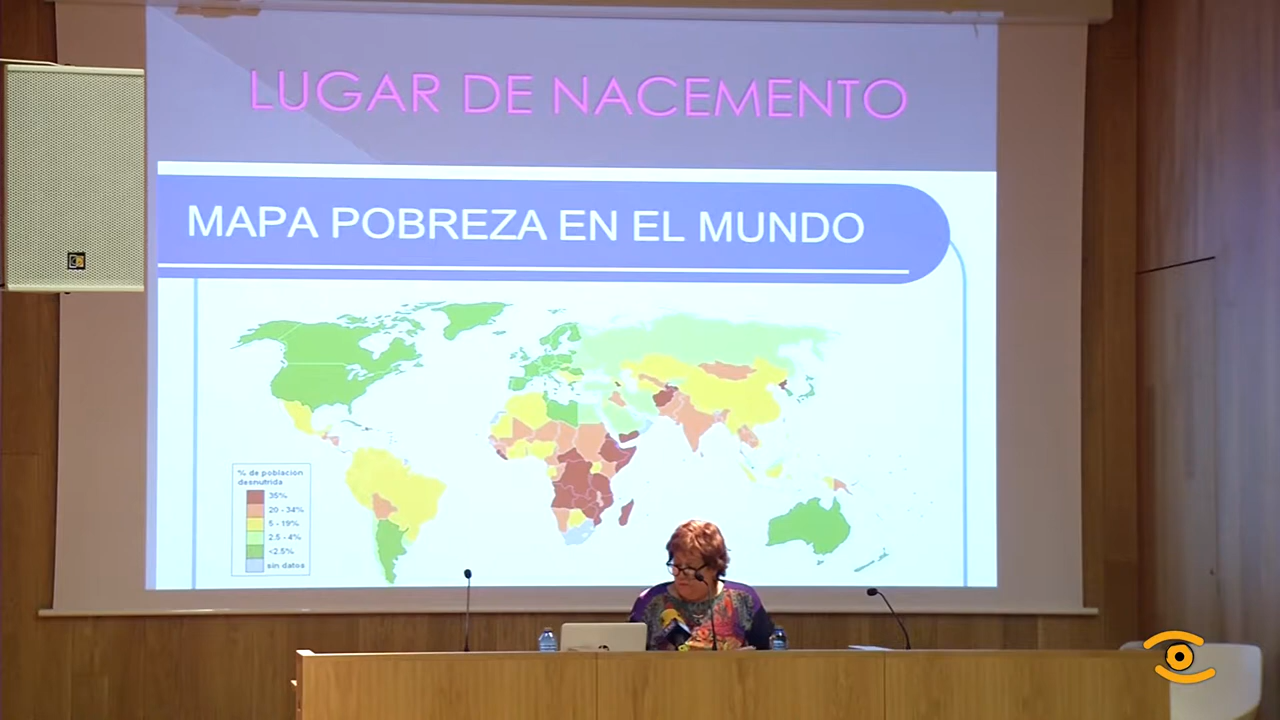 LUGAR DE NACEMENTO
MAPA POBREZA EN EL MUNDO
% de población
desnutrida
35%
20 - 34%
5 - 19%
2.5 - 4%
<2.5%
sin datos